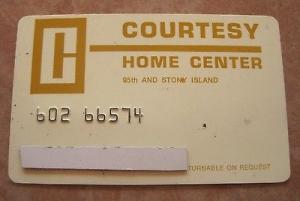 COURTESY
HOME CENTER
95th AND STONY ISLAND
602 66574
TURNABLE ON REQUEST